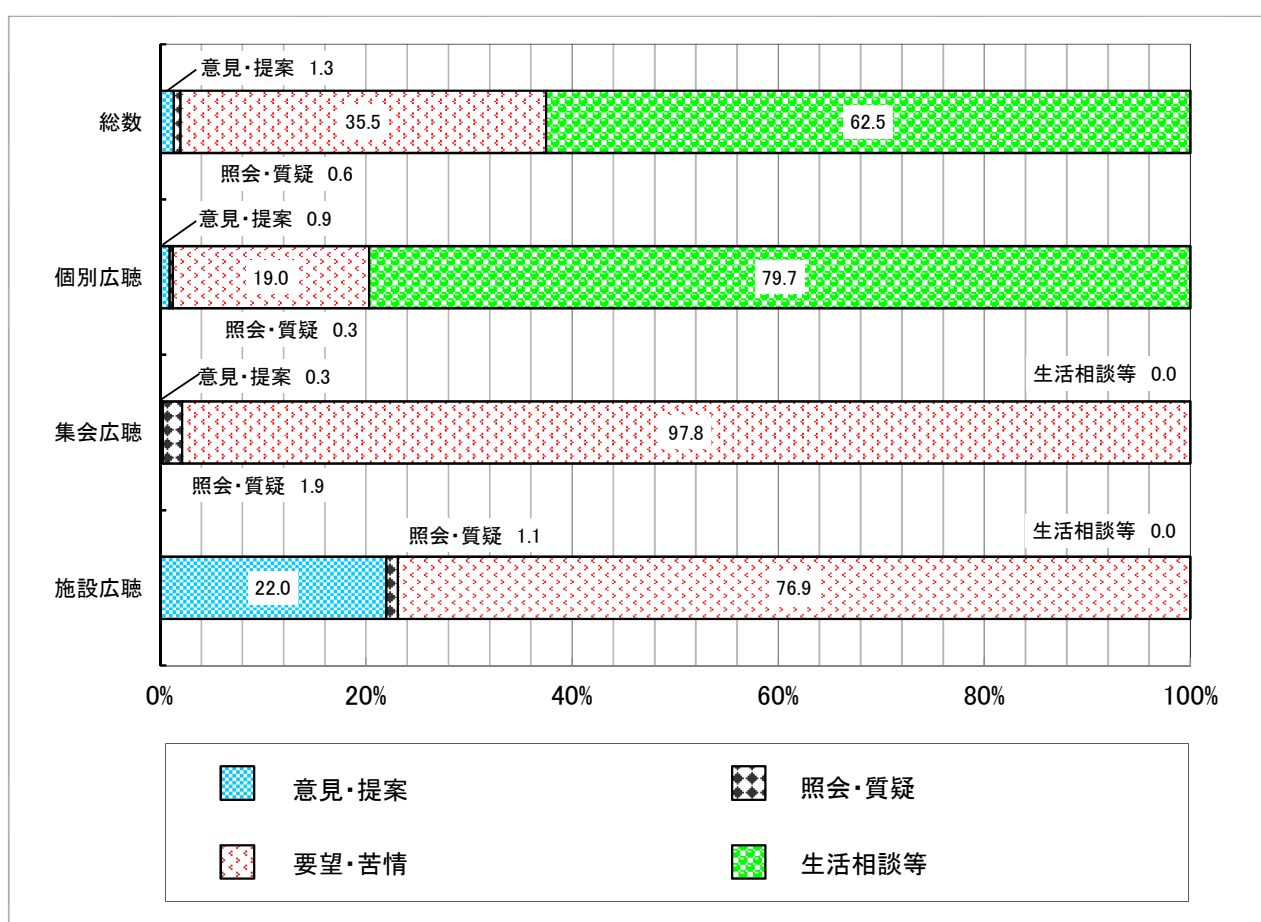 意見・提案 1.3
総数
35.5
62.5
照会・質疑 0.6
意見・提案 0.9
個別広聴
19.0
79.7
照会・質疑 0.3
意見・提案 0.3
生活相談等 0.0
集会広聴
97.8
照会・質疑 1.9
照会・質疑 1.1
生活相談等 0.0
施設広聴
22.0
76.9
0% 20% 40% 60% 80% 100%
意見・提案
照会・質疑
要望・苦情
生活相談等